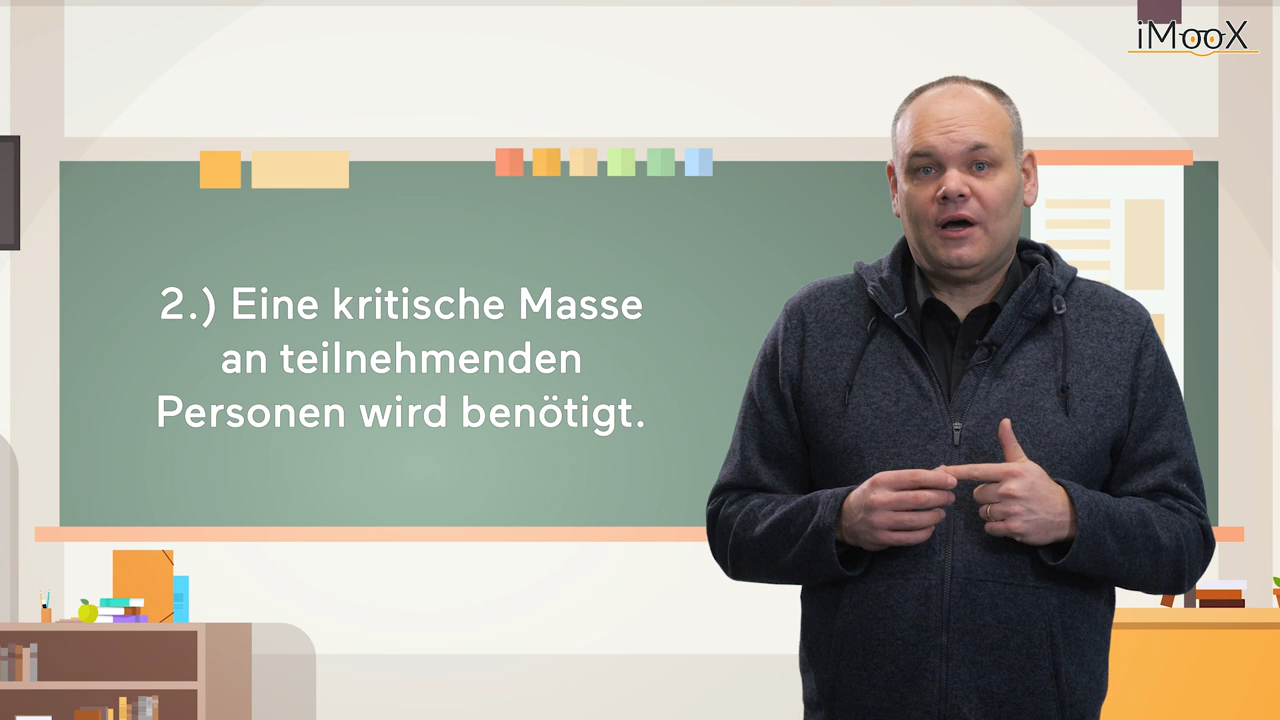 iMooX
2.) Eine kritische Masse
an teilnehmenden
Personen wird benötigt.